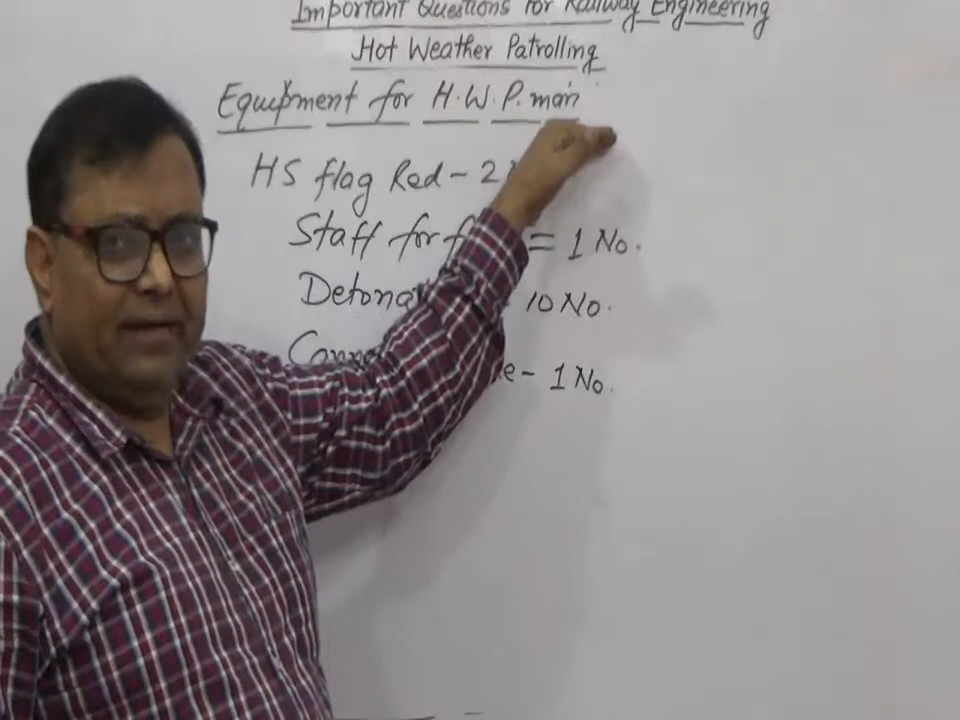 Important Questions for Railway Engineering
Hot Weather Patrolling
Equipment for H.W.P. man
HS flag Red - 2
Staff for = 1 No.
10 No.
- 1 No.